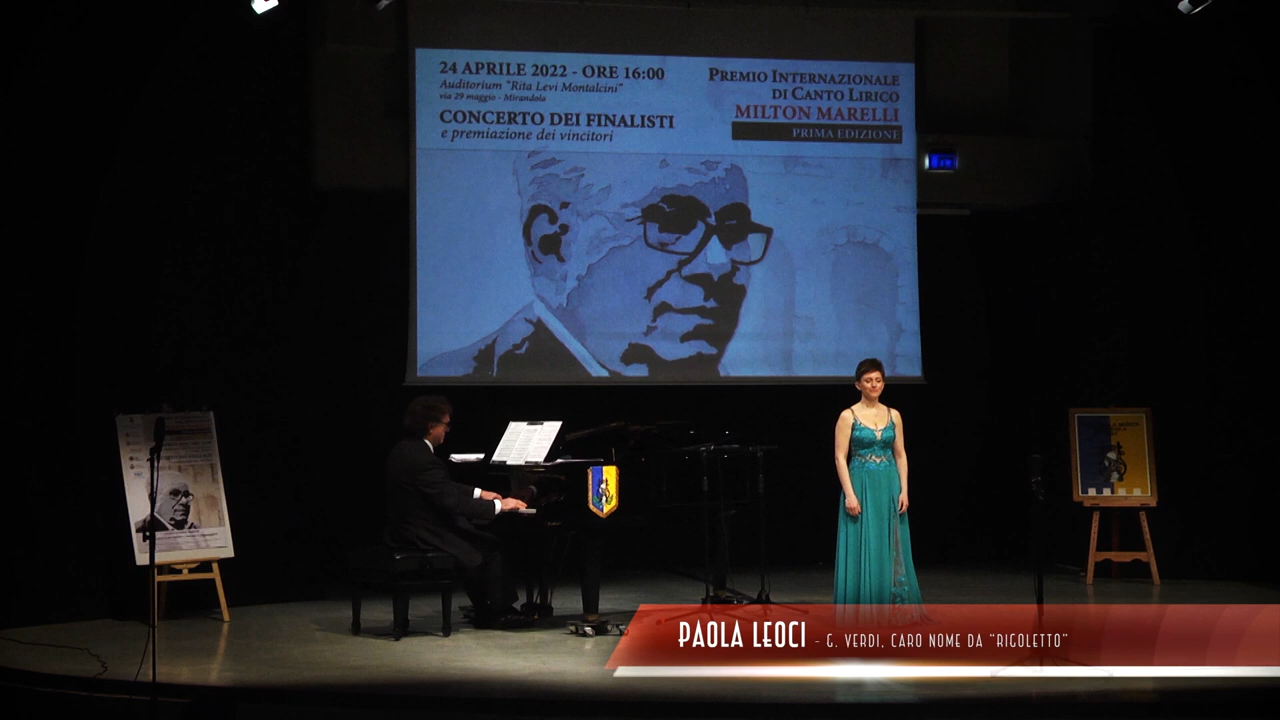 24 APRILE 2022 - ORE 16:00
Auditorium "Rita Levi Montalcini"
via 29 maggio - Mirandola
CONCERTO DEI FINALISTI
e premiazione dei vincitori
PREMIO INTERNAZIONALE
DI CANTO LIRICO
MILTON MARELLI
PRIMA EDIZIONE
PAOLA LEOCI - G. VERDI, CARO NOME DA "RIGOLETTO"